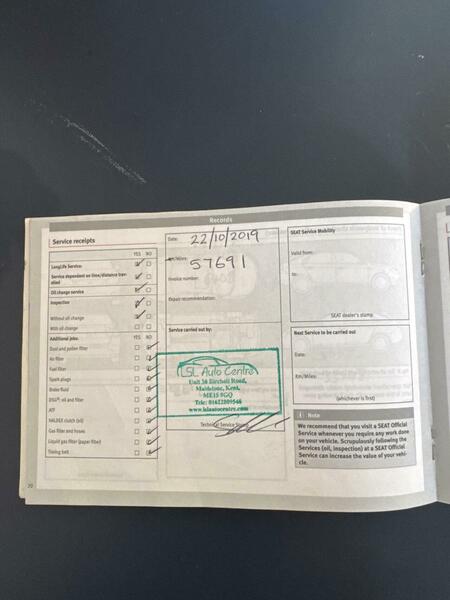 Records
Service receipts
YES NO
LongLife Service:
Service dependent on time/distance travelled
Oil change service
Inspection
Without oil change
With oil change
Additional jobs: YES NO
Dust and pollen filter
Air filter
Fuel filter
Spark plugs
Brake fluid
DSG®: oil and filter
ATF
HALDEX clutch (oil)
Gas filter and hoses
Liquid gas filter (paper filter)
Timing belt
20
Date: 22/10/2019
Km/Miles: 57691
Invoice number:
Repair recommendation:
Service carried out by:
LSL Auto Centre
Maidstone, Kent,
ME15 9GQ
www.lslautocentre.com
Technical Service Stamp
SEAT Service Mobility
Valid from:
to:
SEAT dealer's stamp
Next Service to be carried out
Date:
Km/Miles:
(whichever is first)
i Note
We recommend that you visit a SEAT Official
Service whenever you require any work done
on your vehicle. Scrupulously following the
Services (oil, inspection) at a SEAT Official
Service can increase the value of your vehi-
cle.